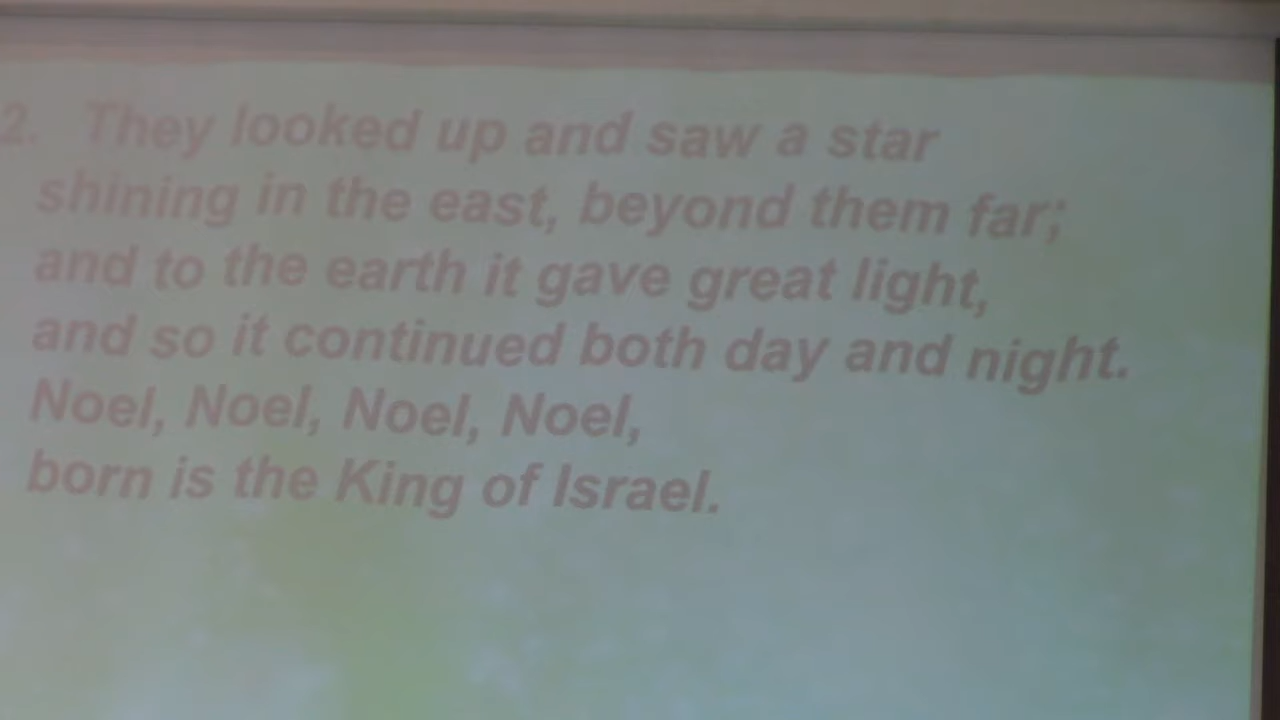 2. They looked up and saw a star
shining in the east, beyond them far;
and to the earth it gave great light,
and so it continued both day and night.
Noel, Noel, Noel, Noel,
born is the King of Israel.